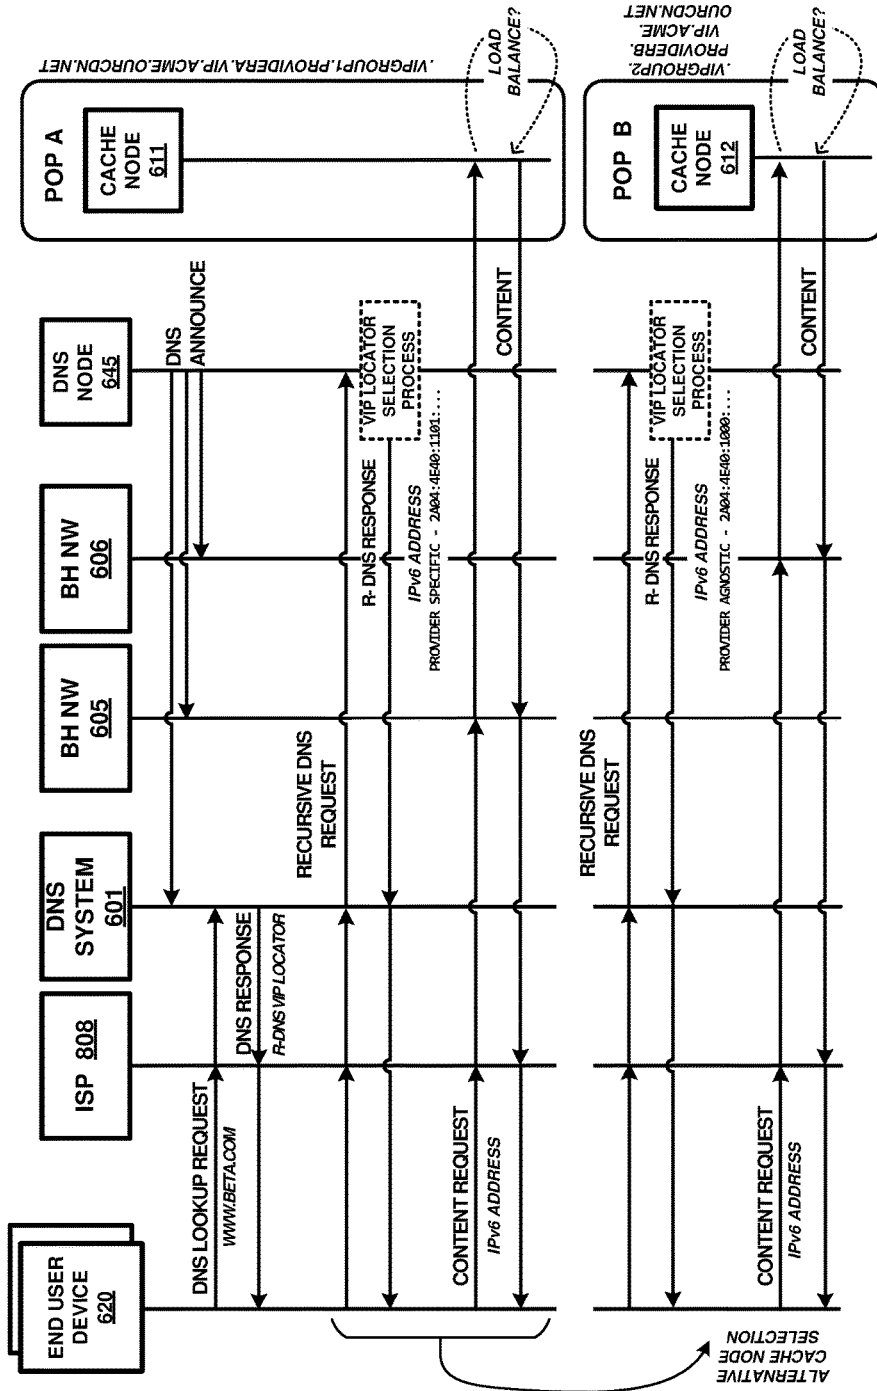 END USER
DEVICE
620
ISP 808
DNS
SYSTEM
601
BH NW
605
BH NW
606
DNS
NODE
645
POP A
CACHE
NODE
611
.VIPGROUP1.PROVIDERA.VIP.ACME.OURCDN.NET
DNS
ANNOUNCE
DNS LOOKUP REQUEST
WWW.BETA.COM
DNS RESPONSE
R-DNS VIP LOCATOR
RECURSIVE DNS
REQUEST
VIP LOCATOR
SELECTION
PROCESS
R- DNS RESPONSE
IPv6 ADDRESS
PROVIDER SPECIFIC - 2A04:4E40:1101:...
CONTENT REQUEST
IPv6 ADDRESS
CONTENT
LOAD
BALANCE?
POP B
CACHE
NODE
612
.VIPGROUP2.
PROVIDERB.
VIP.ACME.
OURCDN.NET
RECURSIVE DNS
REQUEST
VIP LOCATOR
SELECTION
PROCESS
R- DNS RESPONSE
IPv6 ADDRESS
PROVIDER AGNOSTIC - 2A04:4E40:1000:...
CONTENT REQUEST
IPv6 ADDRESS
CONTENT
LOAD
BALANCE?
ALTERNATIVE
CACHE NODE
SELECTION